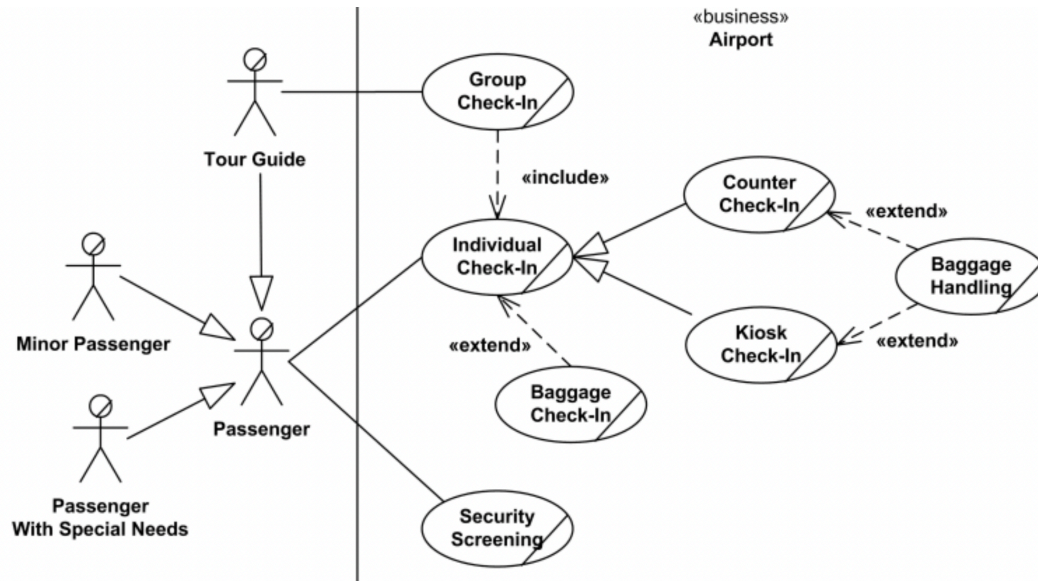 «business»
Airport
Group
Check-In
Tour Guide
«include»
Counter
Check-In
«extend»
Individual
Check-In
Baggage
Handling
Minor Passenger
«extend»
Kiosk
Check-In
«extend»
Baggage
Check-In
Passenger
Passenger
With Special Needs
Security
Screening